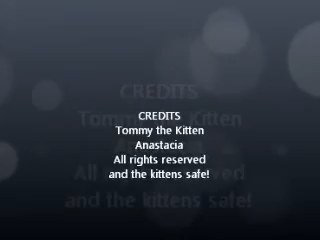 CREDITS
Tommy the Kitten
Anastacia
All rights reserved
and the kittens safe!